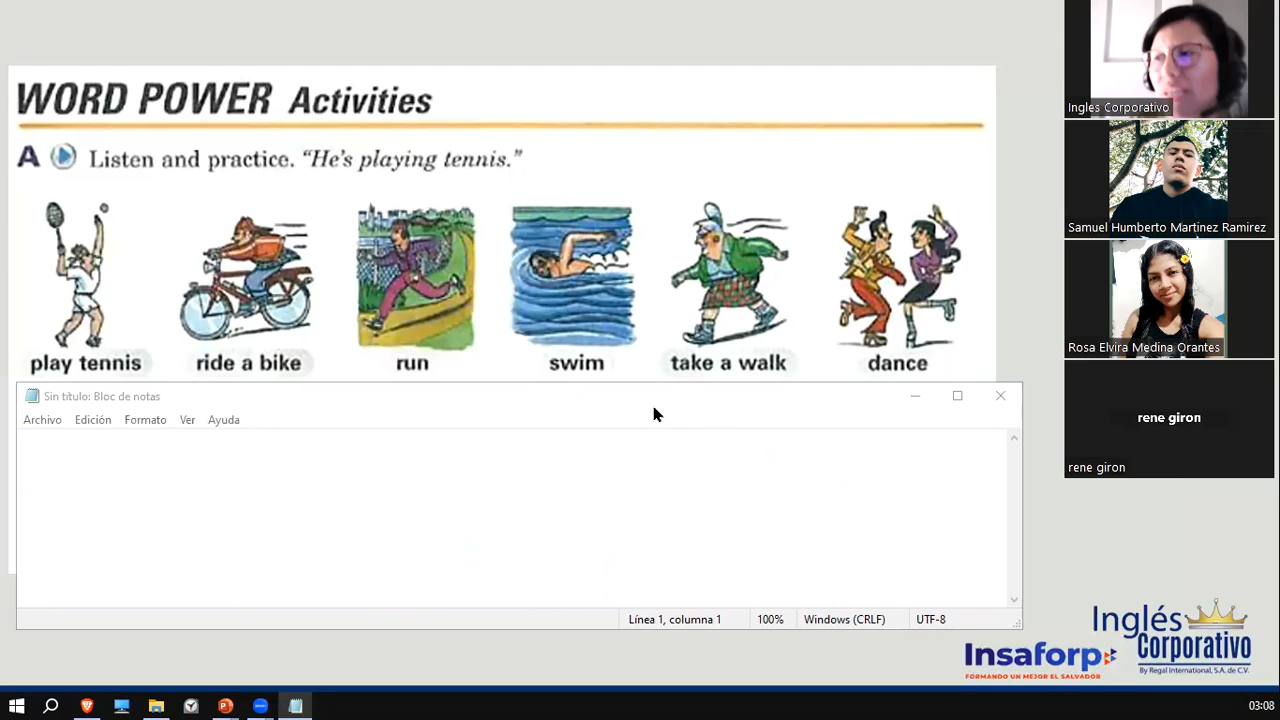 WORD POWER Activities
A Listen and practice. “He's playing tennis.”
play tennis ride a bike run swim take a walk dance
Sin título: Bloc de notas
Archivo Edición Formato Ver Ayuda
Línea 1, columna 1 100% Windows (CRLF) UTF-8
Ingles Corporativo
Samuel Humberto Martinez Ramirez
Rosa Elvira Medina Orantes
rene giron
rene giron
Inglés
Corporativo
By Regal International, S.A. de C.V.
Insaforp
FORMANDO UN MEJOR EL SALVADOR
03:08